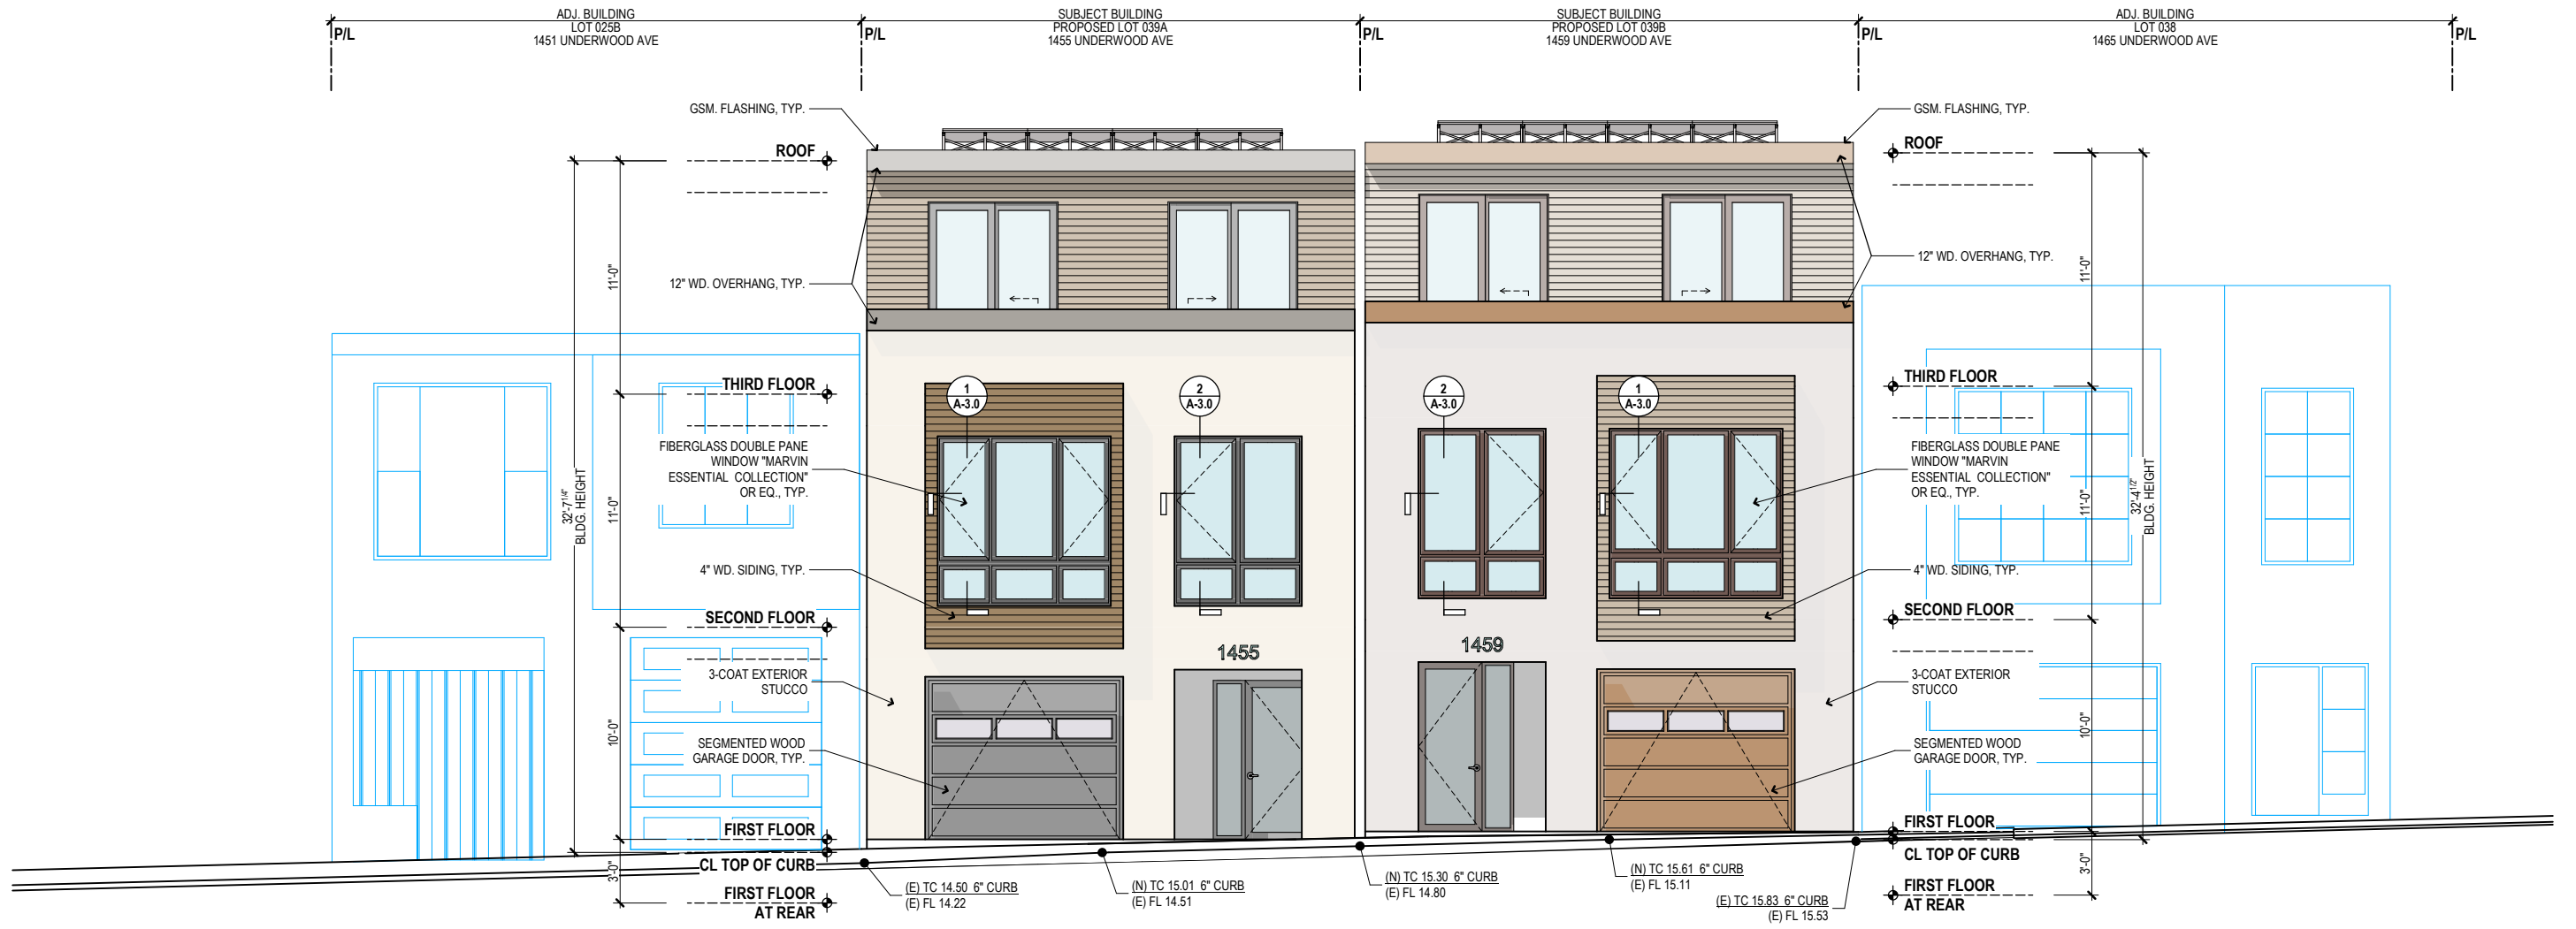 ADJ. BUILDING
LOT 025B
1451 UNDERWOOD AVE
SUBJECT BUILDING
PROPOSED LOT 039A
1455 UNDERWOOD AVE
SUBJECT BUILDING
PROPOSED LOT 039B
1459 UNDERWOOD AVE
ADJ. BUILDING
LOT 038
1465 UNDERWOOD AVE
P/L
P/L
P/L
P/L
P/L
GSM. FLASHING, TYP.
ROOF
12" WD. OVERHANG, TYP.
11'-0"
THIRD FLOOR
FIBERGLASS DOUBLE PANE
WINDOW "MARVIN
ESSENTIAL COLLECTION"
OR EQ., TYP.
32'-7 1/4"
BLDG. HEIGHT
11'-0"
4" WD. SIDING, TYP.
SECOND FLOOR
3-COAT EXTERIOR
STUCCO
10'-0"
SEGMENTED WOOD
GARAGE DOOR, TYP.
FIRST FLOOR
CL TOP OF CURB
3'-0"
FIRST FLOOR
AT REAR
1
A-3.0
2
A-3.0
2
A-3.0
1
A-3.0
1455
1459
GSM. FLASHING, TYP.
ROOF
12" WD. OVERHANG, TYP.
11'-0"
THIRD FLOOR
FIBERGLASS DOUBLE PANE
WINDOW "MARVIN
ESSENTIAL COLLECTION"
OR EQ., TYP.
11'-0"
32'-4 1/2"
BLDG. HEIGHT
4" WD. SIDING, TYP.
SECOND FLOOR
3-COAT EXTERIOR
STUCCO
10'-0"
SEGMENTED WOOD
GARAGE DOOR, TYP.
FIRST FLOOR
CL TOP OF CURB
3'-0"
FIRST FLOOR
AT REAR
(E) TC 14.50 6" CURB
(E) FL 14.22
(N) TC 15.01 6" CURB
(E) FL 14.51
(N) TC 15.30 6" CURB
(E) FL 14.80
(N) TC 15.61 6" CURB
(E) FL 15.11
(E) TC 15.83 6" CURB
(E) FL 15.53